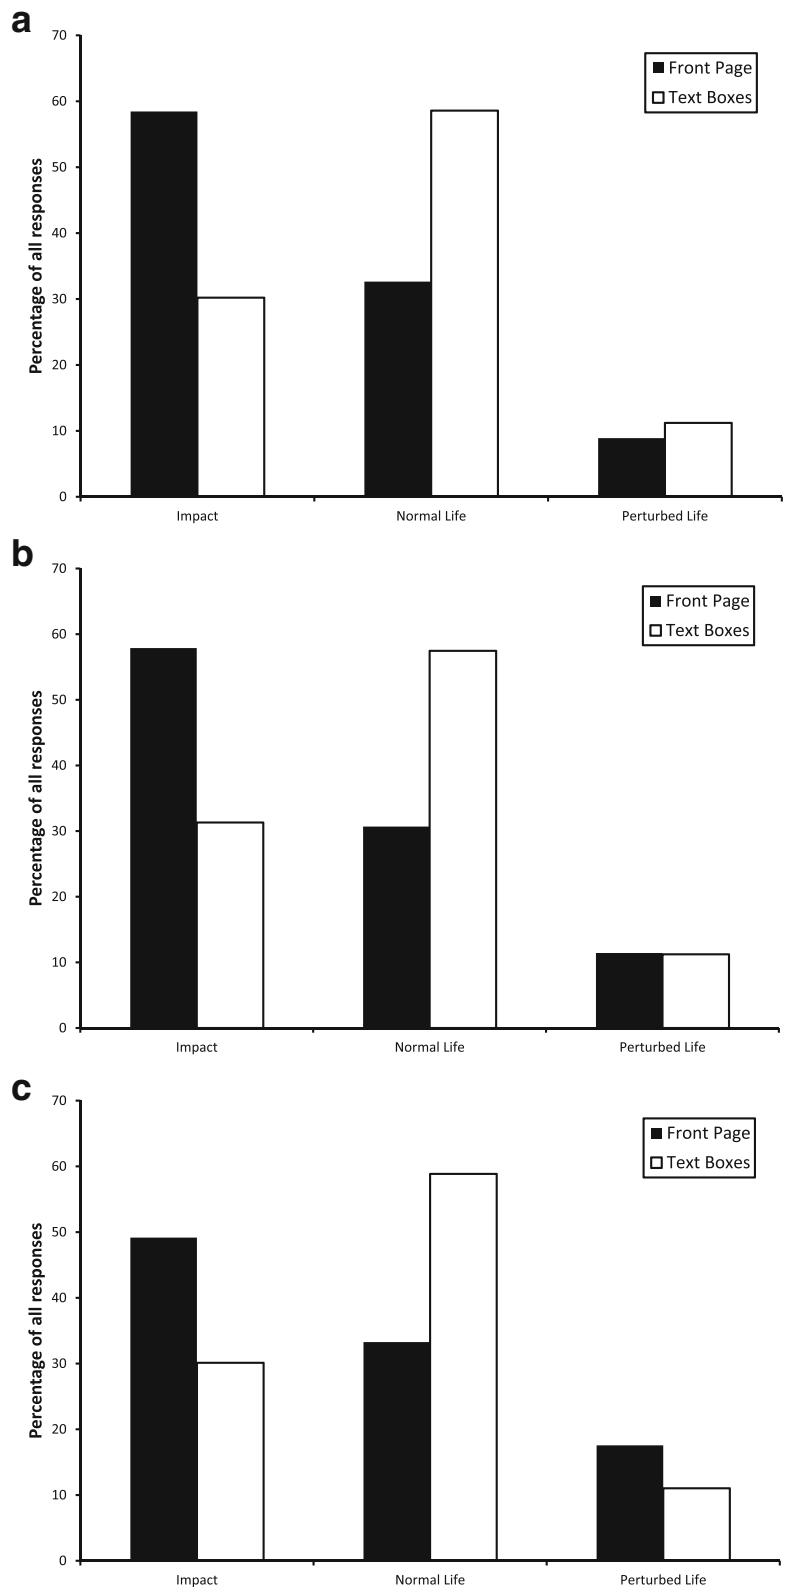 a
70
60
50
40
30
20
10
0
Percentage of all responses
Front Page
Text Boxes
Impact
Normal Life
Perturbed Life
b
70
60
50
40
30
20
10
0
Percentage of all responses
Front Page
Text Boxes
Impact
Normal Life
Perturbed Life
c
70
60
50
40
30
20
10
0
Percentage of all responses
Front Page
Text Boxes
Impact
Normal Life
Perturbed Life